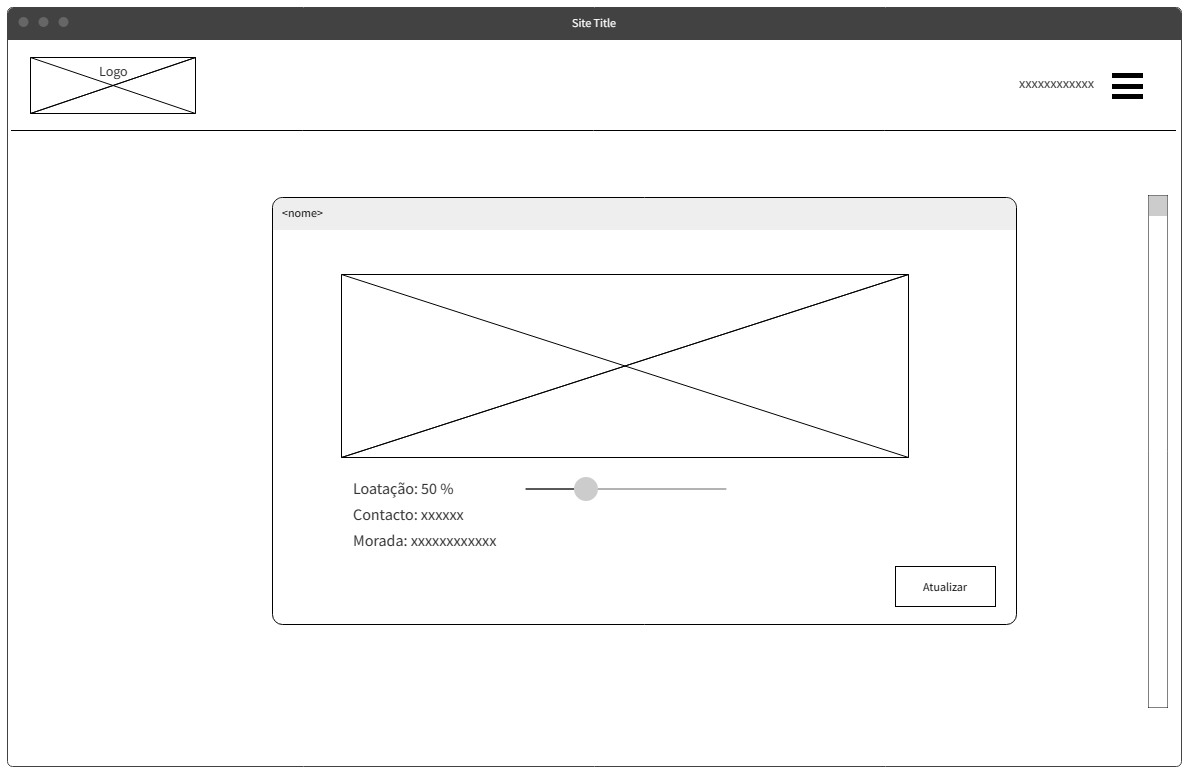 Site Title
Logo
xxxxxxxxxxxx
<nome>
Loatação: 50 %
Contacto: xxxxxx
Morada: xxxxxxxxxxxx
Atualizar